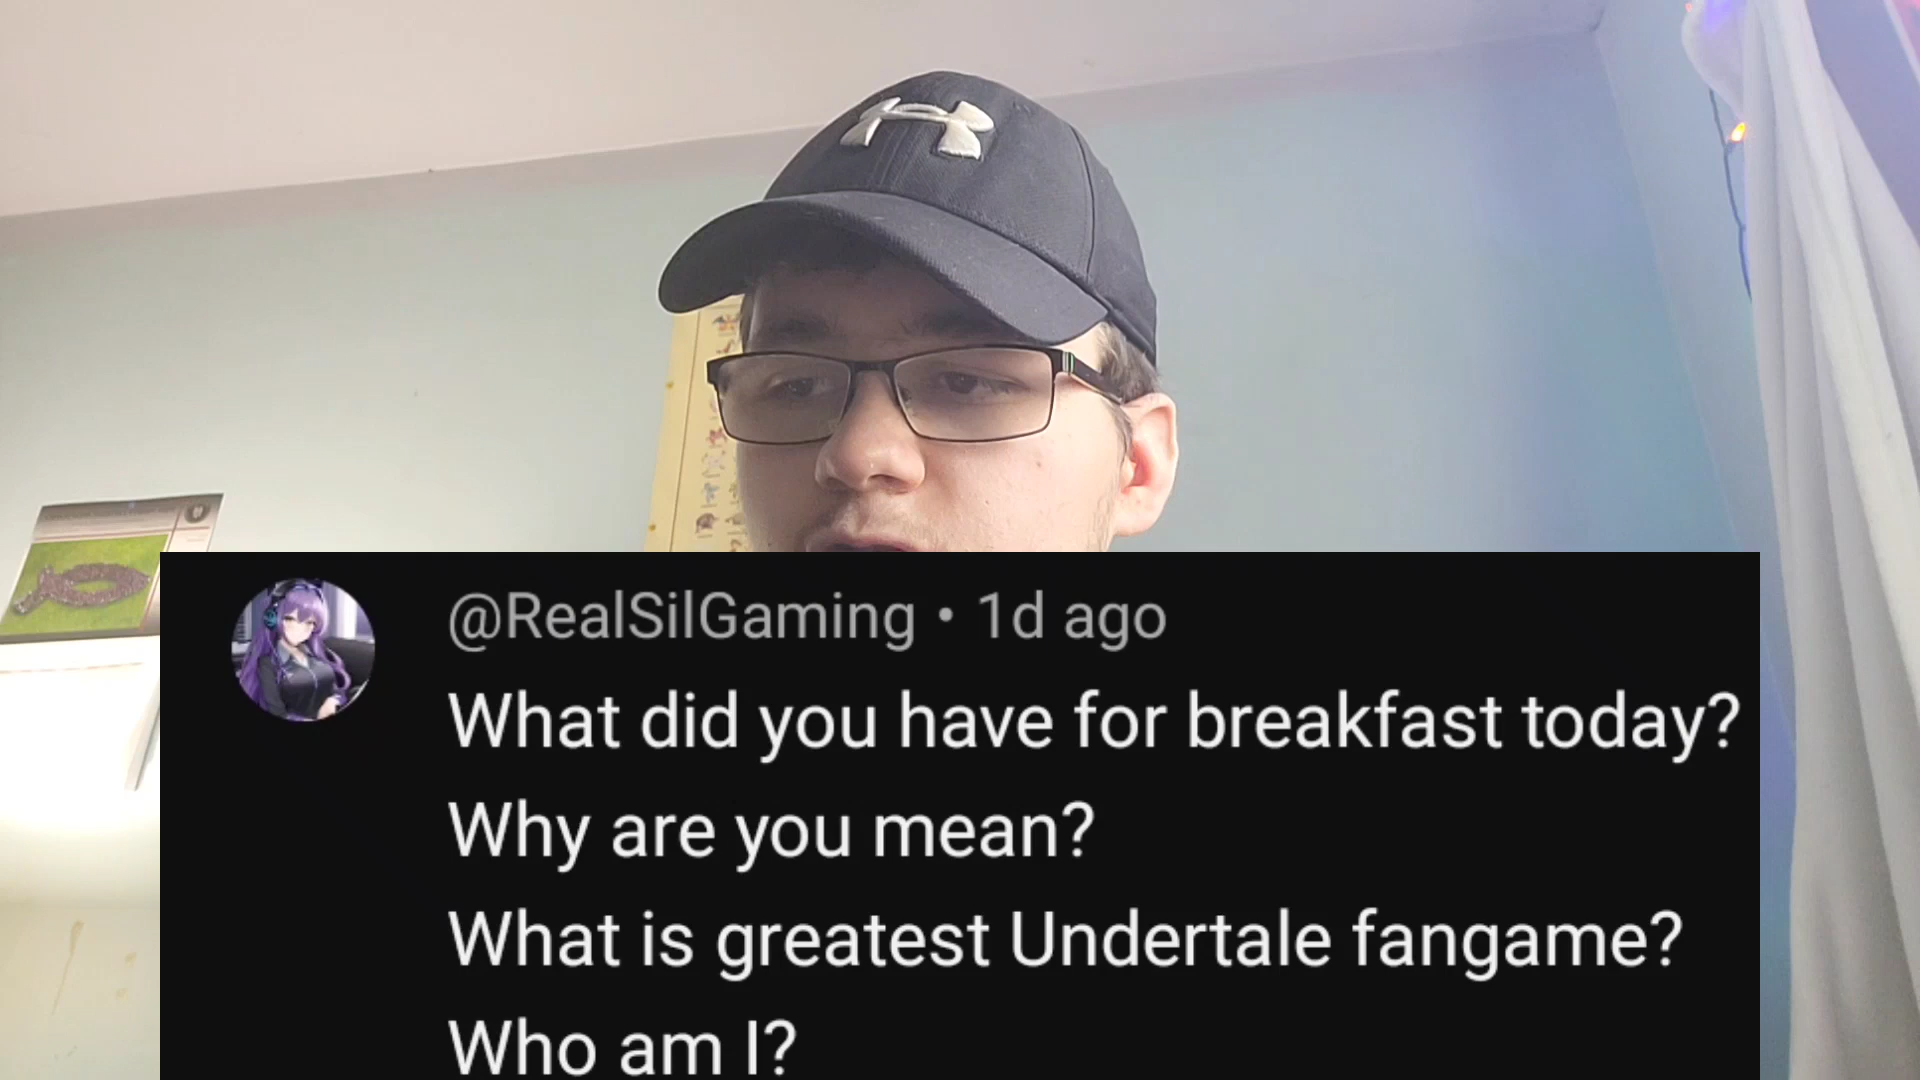 @RealSilGaming • 1d ago
What did you have for breakfast today?
Why are you mean?
What is greatest Undertale fangame?
Who am I?